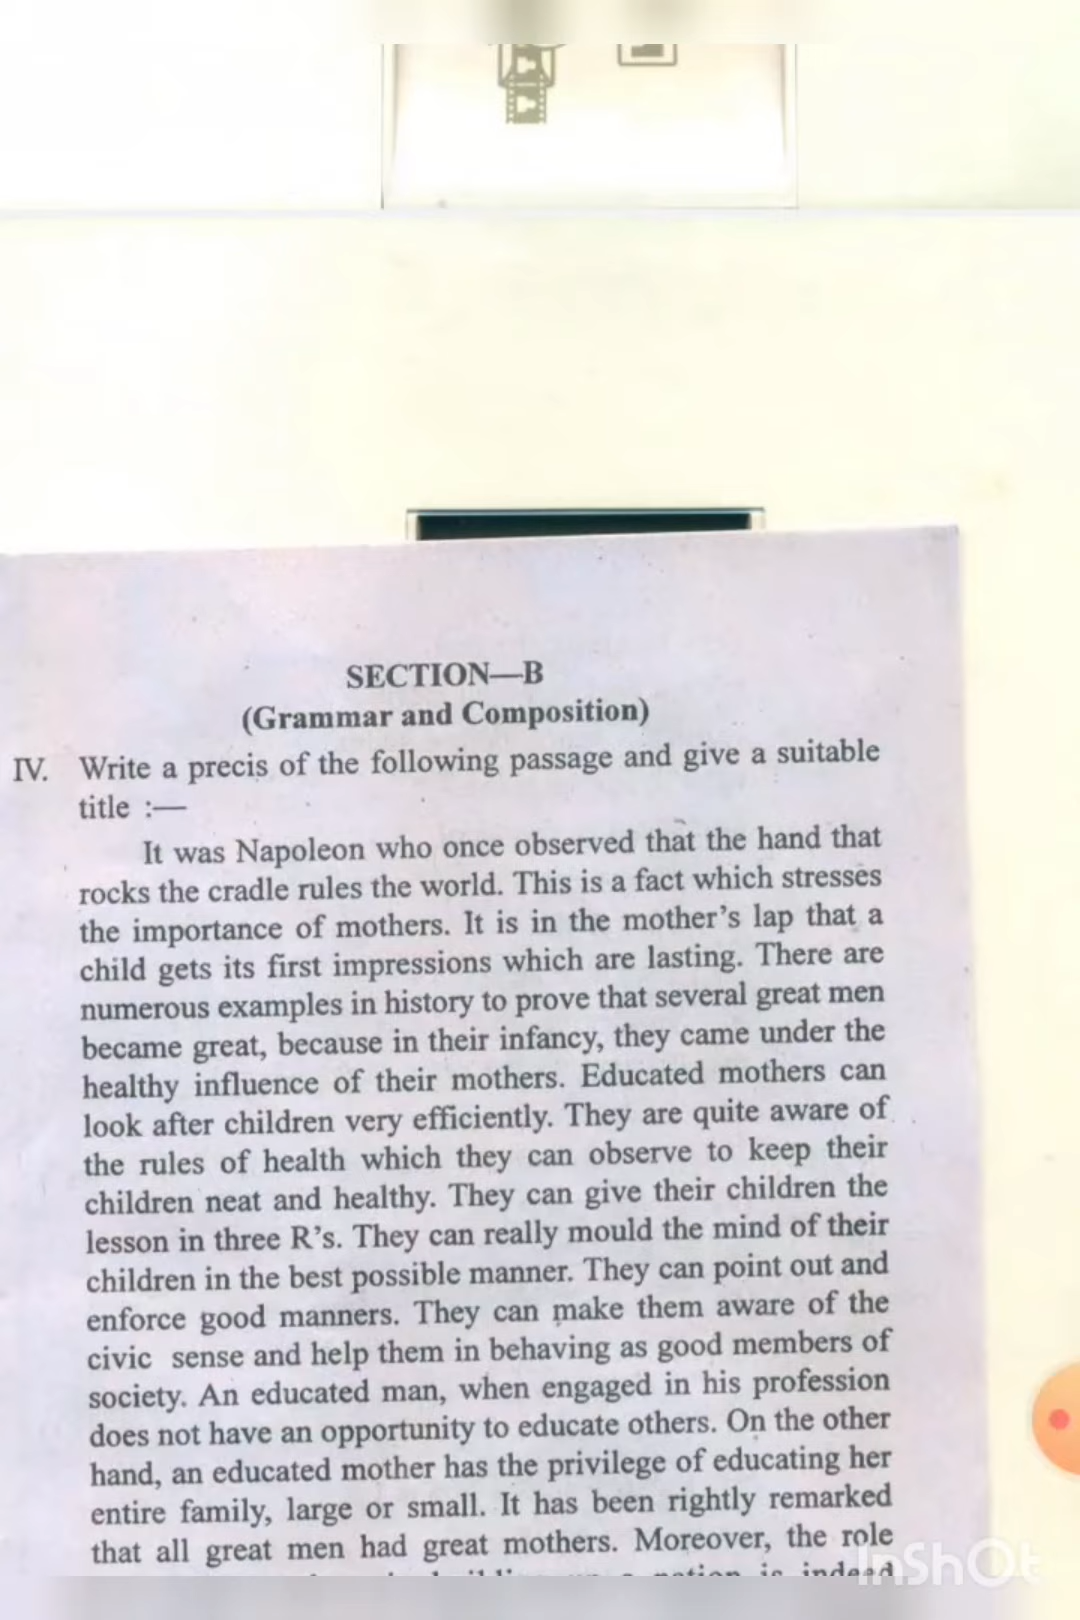 SECTION—B
(Grammar and Composition)
IV. Write a precis of the following passage and give a suitable
title :—
It was Napoleon who once observed that the hand that
rocks the cradle rules the world. This is a fact which stresses
the importance of mothers. It is in the mother's lap that a
child gets its first impressions which are lasting. There are
numerous examples in history to prove that several great men
became great, because in their infancy, they came under the
healthy influence of their mothers. Educated mothers can
look after children very efficiently. They are quite aware of
the rules of health which they can observe to keep their
children neat and healthy. They can give their children the
lesson in three R's. They can really mould the mind of their
children in the best possible manner. They can point out and
enforce good manners. They can make them aware of the
civic sense and help them in behaving as good members of
society. An educated man, when engaged in his profession
does not have an opportunity to educate others. On the other
hand, an educated mother has the privilege of educating her
entire family, large or small. It has been rightly remarked
that all great men had great mothers. Moreover, the role
nation is indeed
InShOt